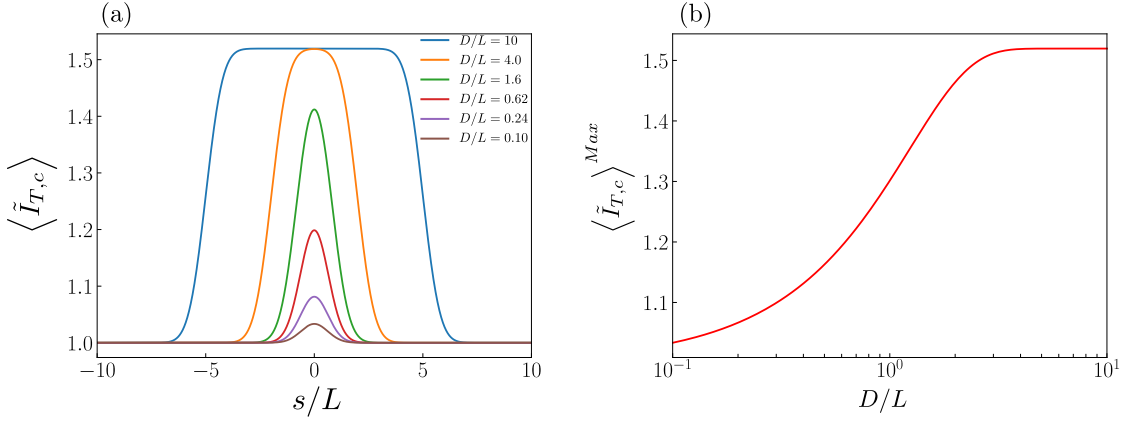 (a)
⟨Ĩ_{T,c}⟩
1.5
1.4
1.3
1.2
1.1
1.0
D/L = 10
D/L = 4.0
D/L = 1.6
D/L = 0.62
D/L = 0.24
D/L = 0.10
−10
−5
0
5
10
s/L
(b)
⟨Ĩ_{T,c}⟩^{Max}
1.5
1.4
1.3
1.2
1.1
10^{−1}
10^{0}
10^{1}
D/L